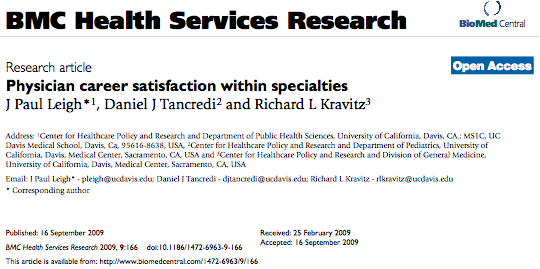 BMC Health Services Research
BioMed Central
Research article
Open Access
Physician career satisfaction within specialties
J Paul Leigh*1, Daniel J Tancredi2 and Richard L Kravitz3
Address: 1Center for Healthcare Policy and Research and Department of Public Health Sciences, University of California, Davis, CA.; MS1C, UC
Davis Medical School, Davis, Ca, 95616-8638, USA, 2Center for Healthcare Policy and Research and Department of Pediatrics, University of
California, Davis, Medical Center, Sacramento, CA, USA and 3Center for Healthcare Policy and Research and Division of General Medicine,
University of California, Davis, Medical Center, Sacramento, CA, USA
Email: J Paul Leigh* - pleigh@ucdavis.edu; Daniel J Tancredi - djtancredi@ucdavis.edu; Richard L Kravitz - rlkravitz@ucdavis.edu
* Corresponding author
Published: 16 September 2009
Received: 25 February 2009
Accepted: 16 September 2009
BMC Health Services Research 2009, 9:166 doi:10.1186/1472-6963-9-166
This article is available from: http://www.biomedcentral.com/1472-6963/9/166